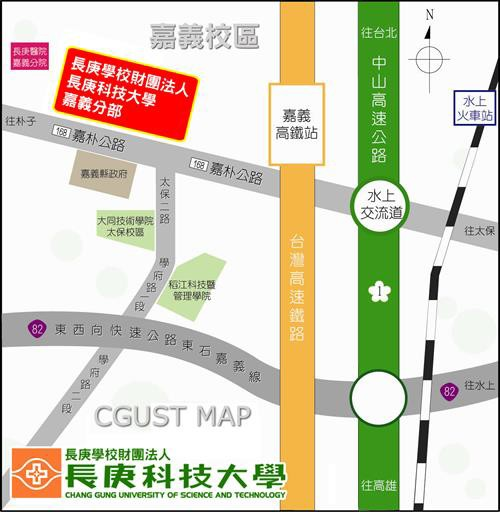 嘉義校區
往台北
N
長庚醫院
嘉義分院
長庚學校財團法人
長庚科技大學
嘉義分部
嘉義
高鐵站
中山高速公路
水上
火車站
往朴子
168 嘉朴公路
168 嘉朴公路
嘉義縣政府
太保二路
水上
交流道
往太保
大同技術學院
太保校區
台灣高速鐵路
學府路一段
稻江科技暨
管理學院
1
82 東西向快速公路東石嘉義線
往水上 82
學府路二段
CGUST MAP
長庚學校財團法人
長庚科技大學
CHANG GUNG UNIVERSITY OF SCIENCE AND TECHNOLOGY
往高雄